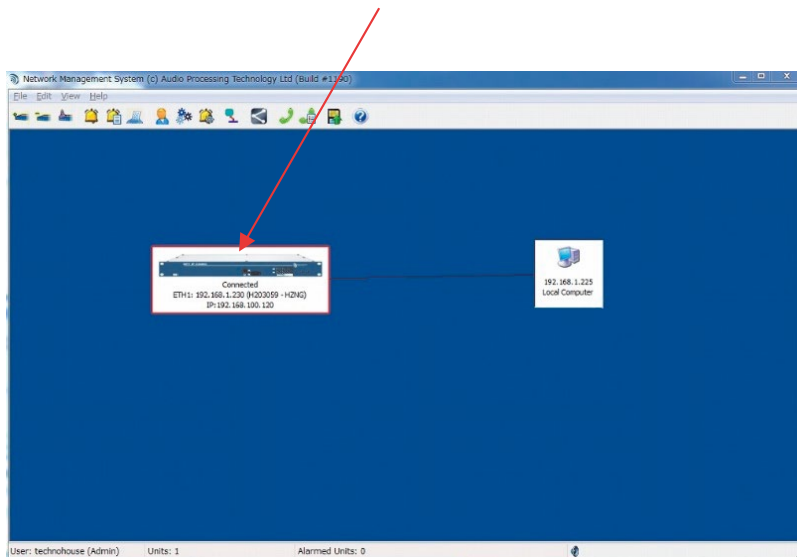 Network Management System (c) Audio Processing Technology Ltd (Build #1190)
File Edit View Help
Connected
ETH1: 192.168.1.230 (H203059 - HZNG)
IP:192.168.100.120
192.168.1.225
Local Computer
User: technohouse (Admin) Units: 1 Alarmed Units: 0